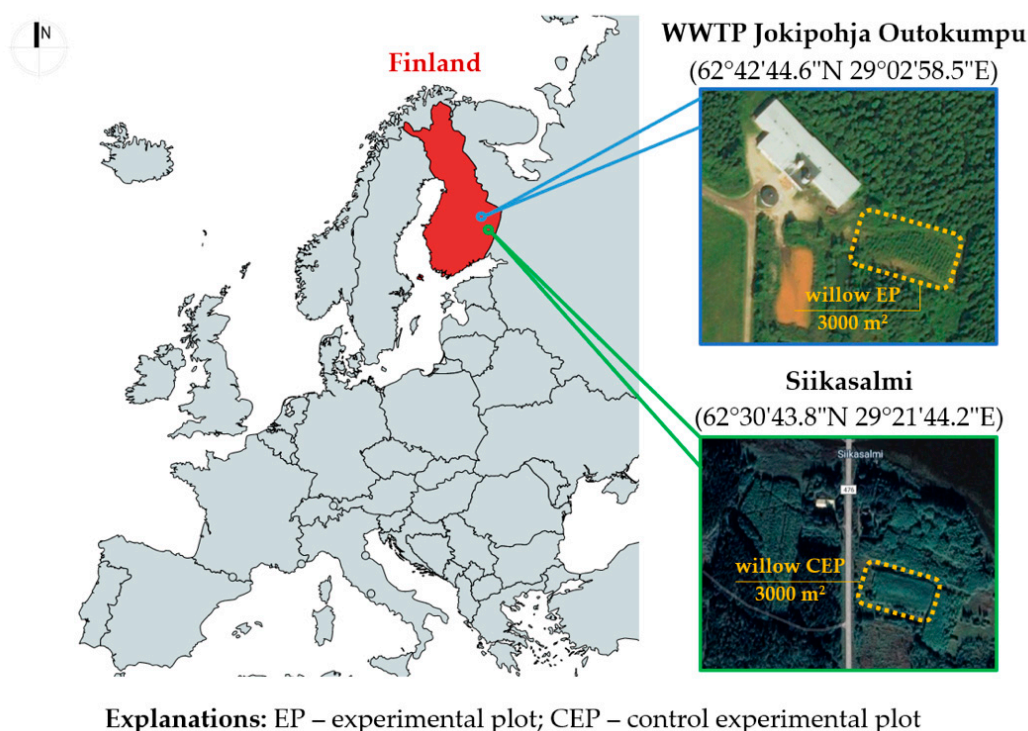 N
Finland
WWTP Jokipohja Outokumpu
(62°42'44.6"N 29°02'58.5"E)
willow EP
3000 m²
Siikasalmi
(62°30'43.8"N 29°21'44.2"E)
Siikasalmi
476
willow CEP
3000 m²
Explanations: EP – experimental plot; CEP – control experimental plot